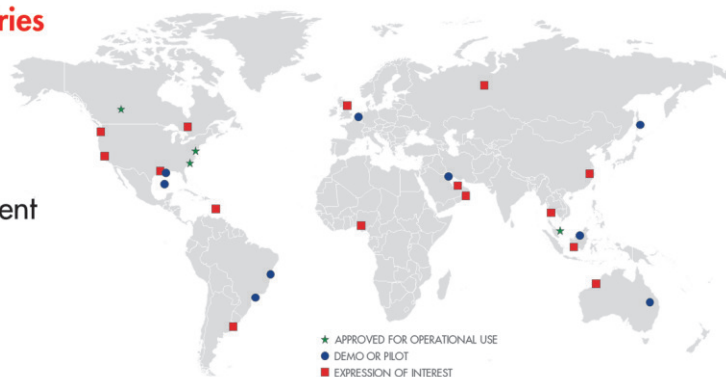 ries
ent
APPROVED FOR OPERATIONAL USE
DEMO OR PILOT
EXPRESSION OF INTEREST